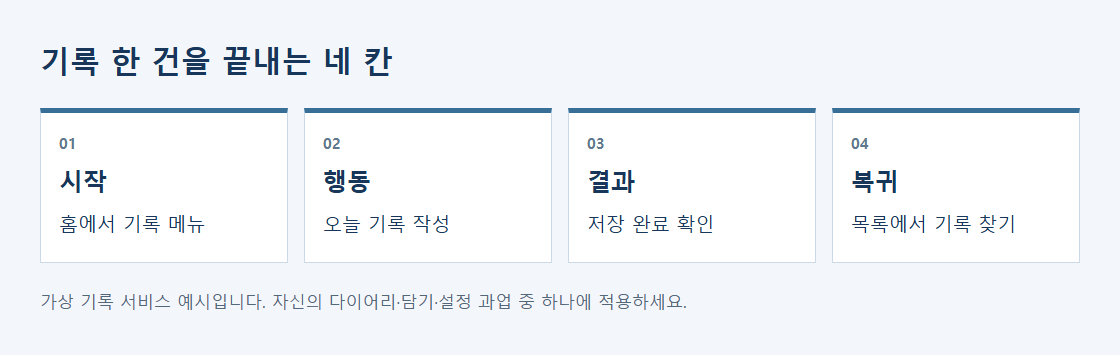 기록 한 건을 끝내는 네 칸
01
시작
홈에서 기록 메뉴
02
행동
오늘 기록 작성
03
결과
저장 완료 확인
04
복귀
목록에서 기록 찾기
가상 기록 서비스 예시입니다. 자신의 다이어리·담기·설정 과업 중 하나에 적용하세요.